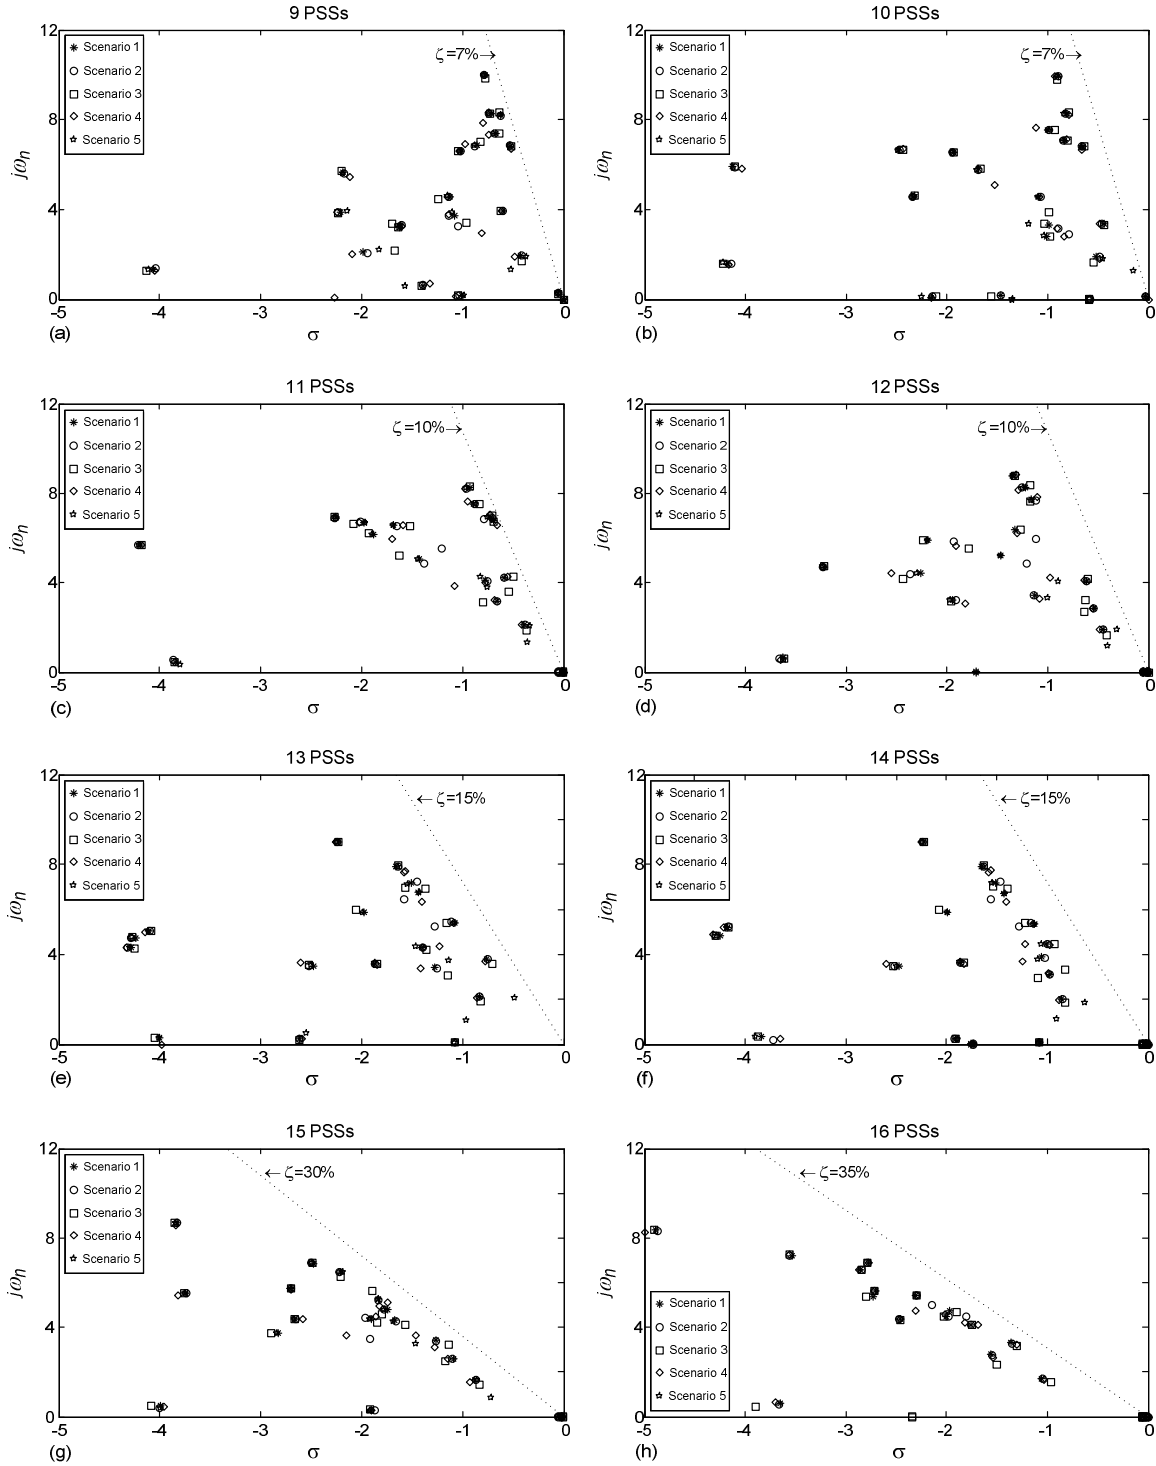 9 PSSs
12
8
4
0
jωn
ζ=7%→
Scenario 1
Scenario 2
Scenario 3
Scenario 4
Scenario 5
-5 -4 -3 -2 -1 0
(a)
σ
10 PSSs
12
8
4
0
jωn
ζ=7%→
Scenario 1
Scenario 2
Scenario 3
Scenario 4
Scenario 5
-5 -4 -3 -2 -1 0
(b)
σ
11 PSSs
12
8
4
0
jωn
ζ=10%→
Scenario 1
Scenario 2
Scenario 3
Scenario 4
Scenario 5
-5 -4 -3 -2 -1 0
(c)
σ
12 PSSs
12
8
4
0
jωn
ζ=10%→
Scenario 1
Scenario 2
Scenario 3
Scenario 4
Scenario 5
-5 -4 -3 -2 -1 0
(d)
σ
13 PSSs
12
8
4
0
jωn
←ζ=15%
Scenario 1
Scenario 2
Scenario 3
Scenario 4
Scenario 5
-5 -4 -3 -2 -1 0
(e)
σ
14 PSSs
12
8
4
0
jωn
←ζ=15%
Scenario 1
Scenario 2
Scenario 3
Scenario 4
Scenario 5
-5 -4 -3 -2 -1 0
(f)
σ
15 PSSs
12
8
4
0
jωn
←ζ=30%
Scenario 1
Scenario 2
Scenario 3
Scenario 4
Scenario 5
-5 -4 -3 -2 -1 0
(g)
σ
16 PSSs
12
8
4
0
jωn
←ζ=35%
Scenario 1
Scenario 2
Scenario 3
Scenario 4
Scenario 5
-5 -4 -3 -2 -1 0
(h)
σ